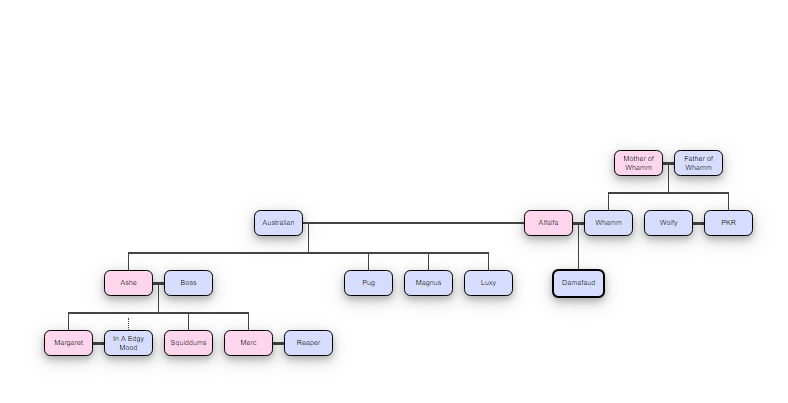 Mother of
Whamm
Father of
Whamm
Australian
Alfalfa
Whamm
Wolfy
PKR
Ashe
Boss
Pug
Magnus
Luxy
Damafaud
Margaret
In A Edgy
Mood
Squiddums
Merc
Reaper